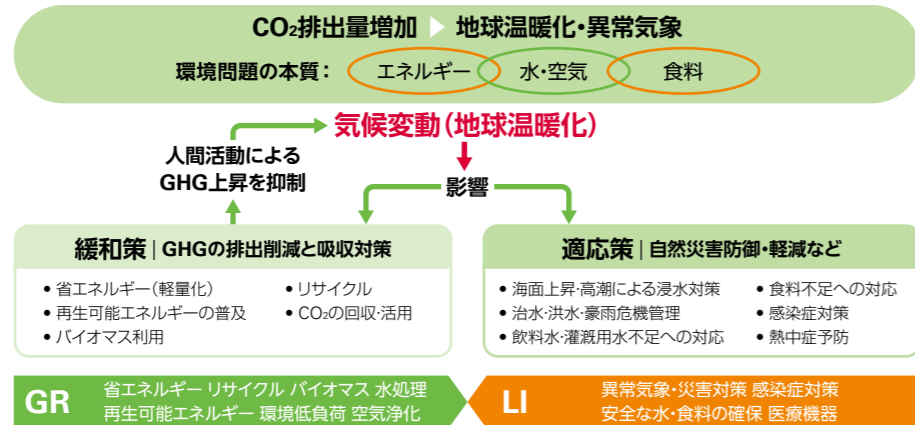 CO₂排出量増加 ▶ 地球温暖化・異常気象
環境問題の本質： エネルギー 水・空気 食料
気候変動（地球温暖化）
人間活動による
GHG上昇を抑制
影響
緩和策 | GHGの排出削減と吸収対策
• 省エネルギー（軽量化）
• 再生可能エネルギーの普及
• バイオマス利用
• リサイクル
• CO₂の回収・活用
適応策 | 自然災害防御・軽減など
• 海面上昇・高潮による浸水対策
• 治水・洪水・豪雨危機管理
• 飲料水・灌漑用水不足への対応
• 食料不足への対応
• 感染症対策
• 熱中症予防
GR
省エネルギー リサイクル バイオマス 水処理
再生可能エネルギー 環境低負荷 空気浄化
LI
異常気象・災害対策 感染症対策
安全な水・食料の確保 医療機器